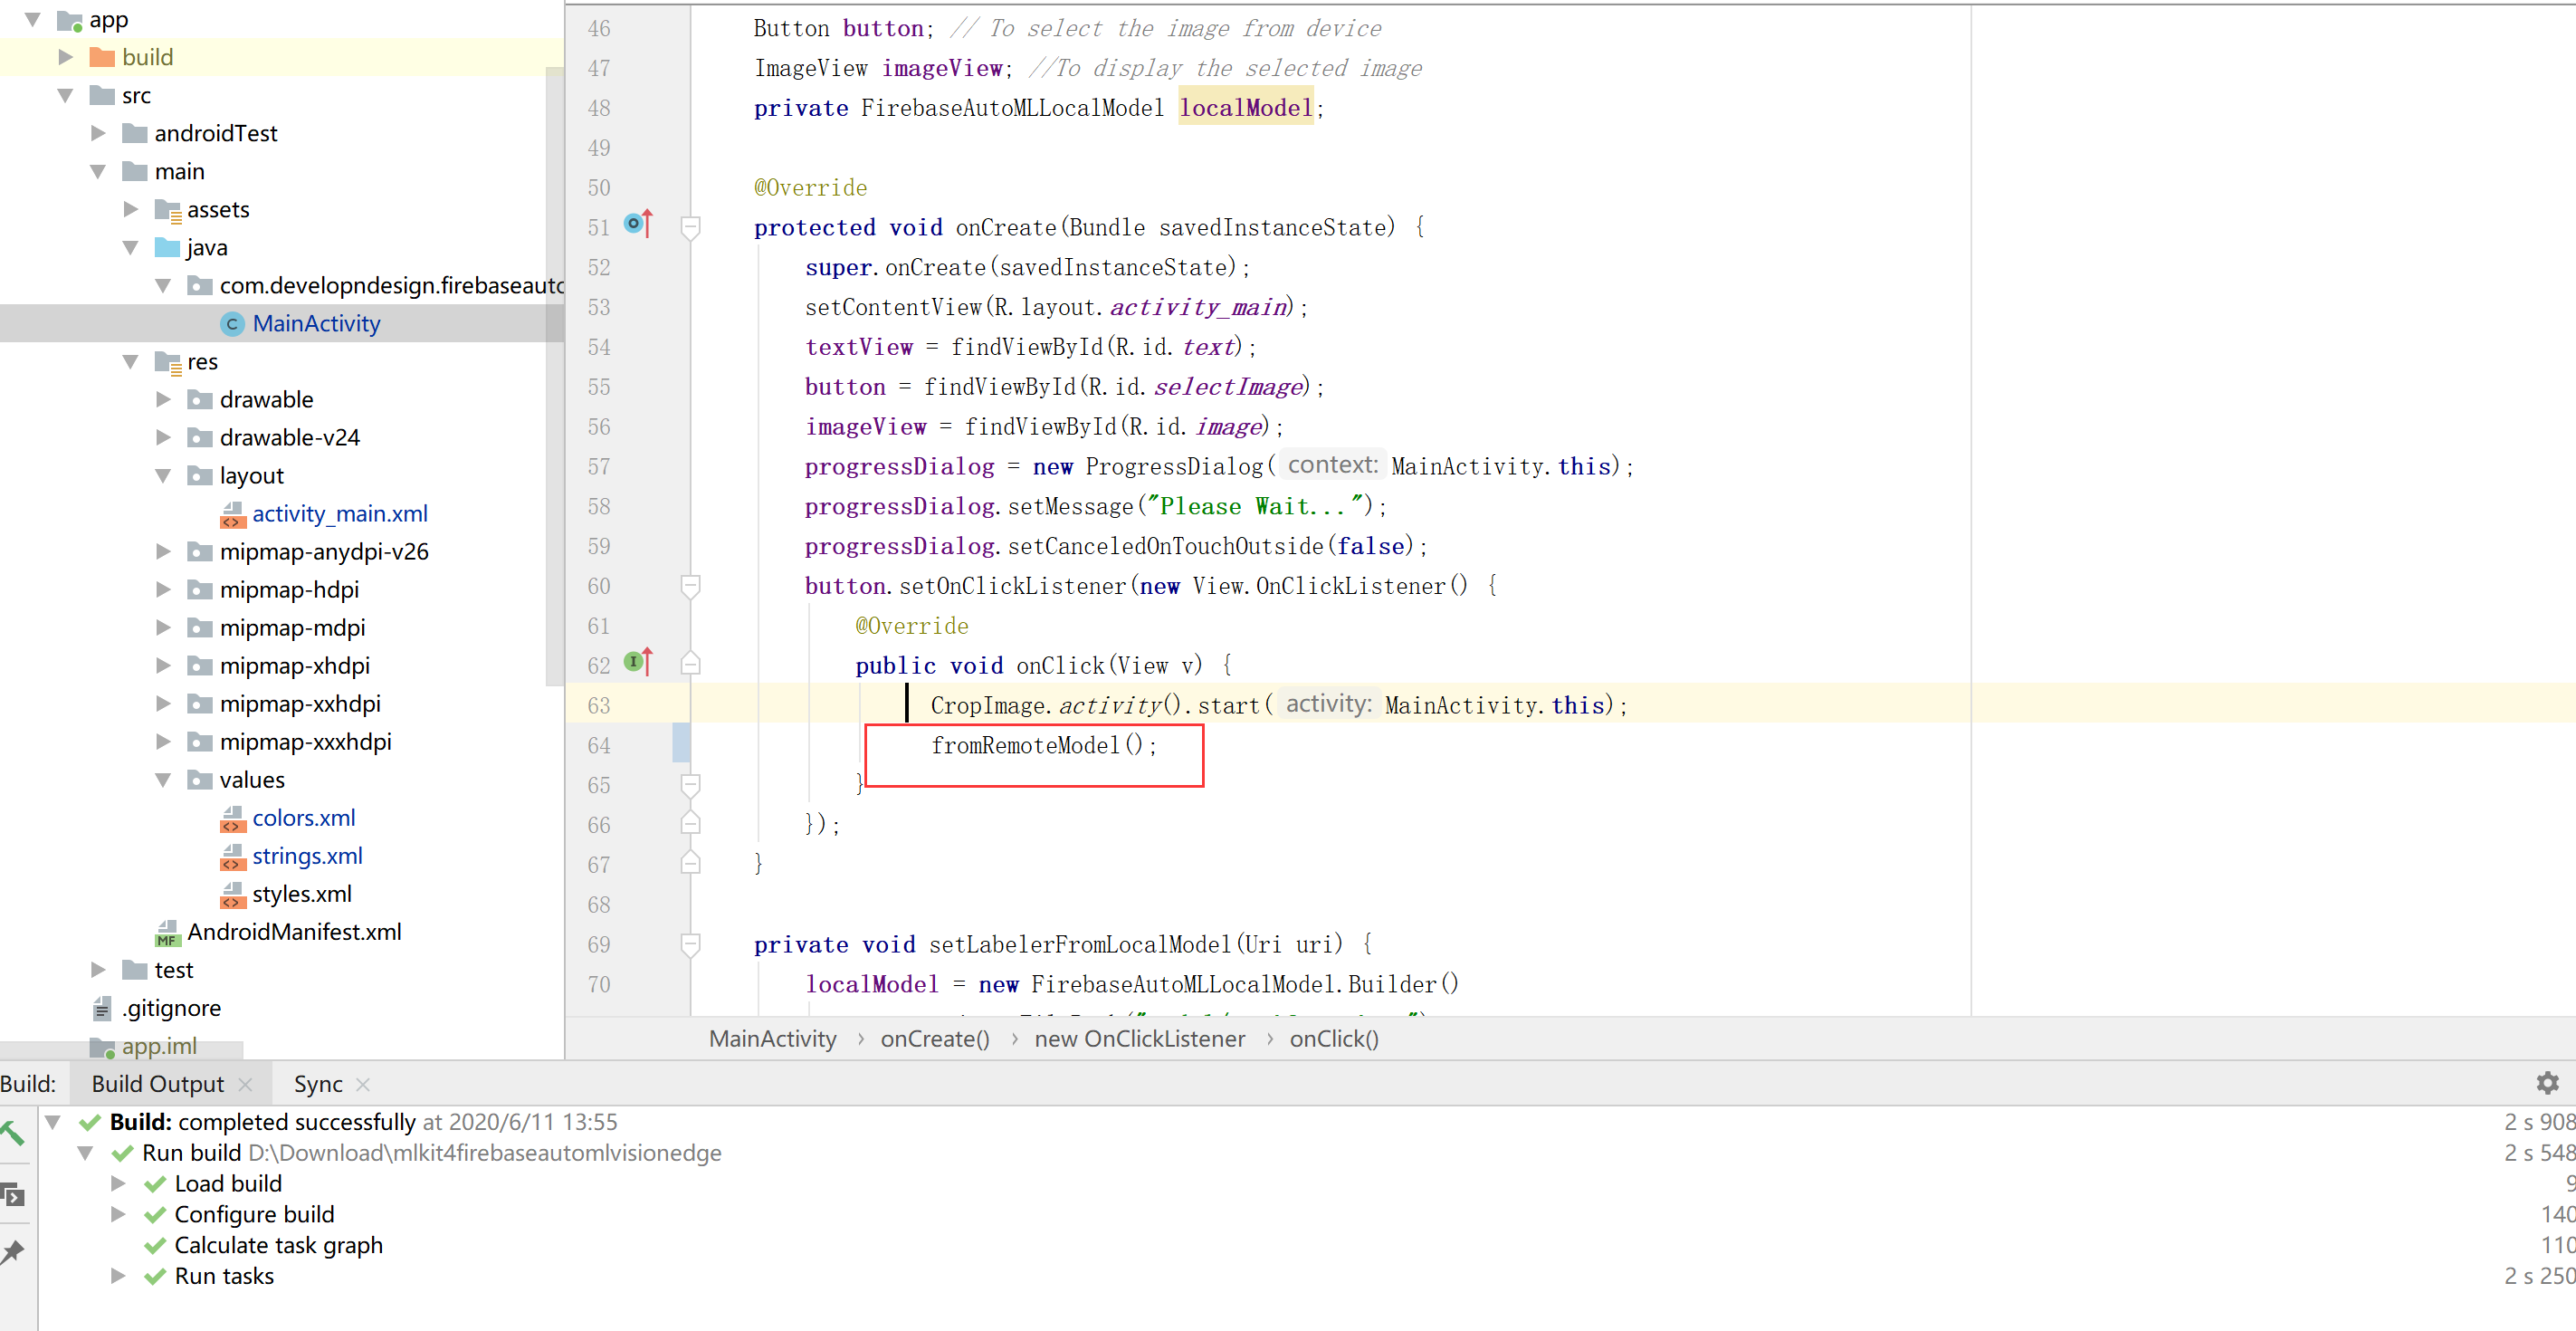 app
build
src
androidTest
main
assets
java
com.developndesign.firebaseauto
MainActivity
res
drawable
drawable-v24
layout
activity_main.xml
mipmap-anydpi-v26
mipmap-hdpi
mipmap-mdpi
mipmap-xhdpi
mipmap-xxhdpi
mipmap-xxxhdpi
values
colors.xml
strings.xml
styles.xml
AndroidManifest.xml
test
.gitignore
app.iml
46 Button button; // To select the image from device
47 ImageView imageView; //To display the selected image
48 private FirebaseAutoMLLocalModel localModel;
49
50 @Override
51 protected void onCreate(Bundle savedInstanceState) {
52 super.onCreate(savedInstanceState);
53 setContentView(R.layout.activity_main);
54 textView = findViewById(R.id.text);
55 button = findViewById(R.id.selectImage);
56 imageView = findViewById(R.id.image);
57 progressDialog = new ProgressDialog( context: MainActivity.this);
58 progressDialog.setMessage("Please Wait...");
59 progressDialog.setCanceledOnTouchOutside(false);
60 button.setOnClickListener(new View.OnClickListener() {
61 @Override
62 public void onClick(View v) {
63 CropImage.activity().start( activity: MainActivity.this);
64 fromRemoteModel();
65 }
66 });
67 }
68
69 private void setLabelerFromLocalModel(Uri uri) {
70 localModel = new FirebaseAutoMLLocalModel.Builder()
MainActivity › onCreate() › new OnClickListener › onClick()
Build: Build Output Sync
Build: completed successfully at 2020/6/11 13:55 2 s 908
Run build D:\Download\mlkit4firebaseautomlvisionedge 2 s 548
Load build 9
Configure build 140
Calculate task graph 110
Run tasks 2 s 250